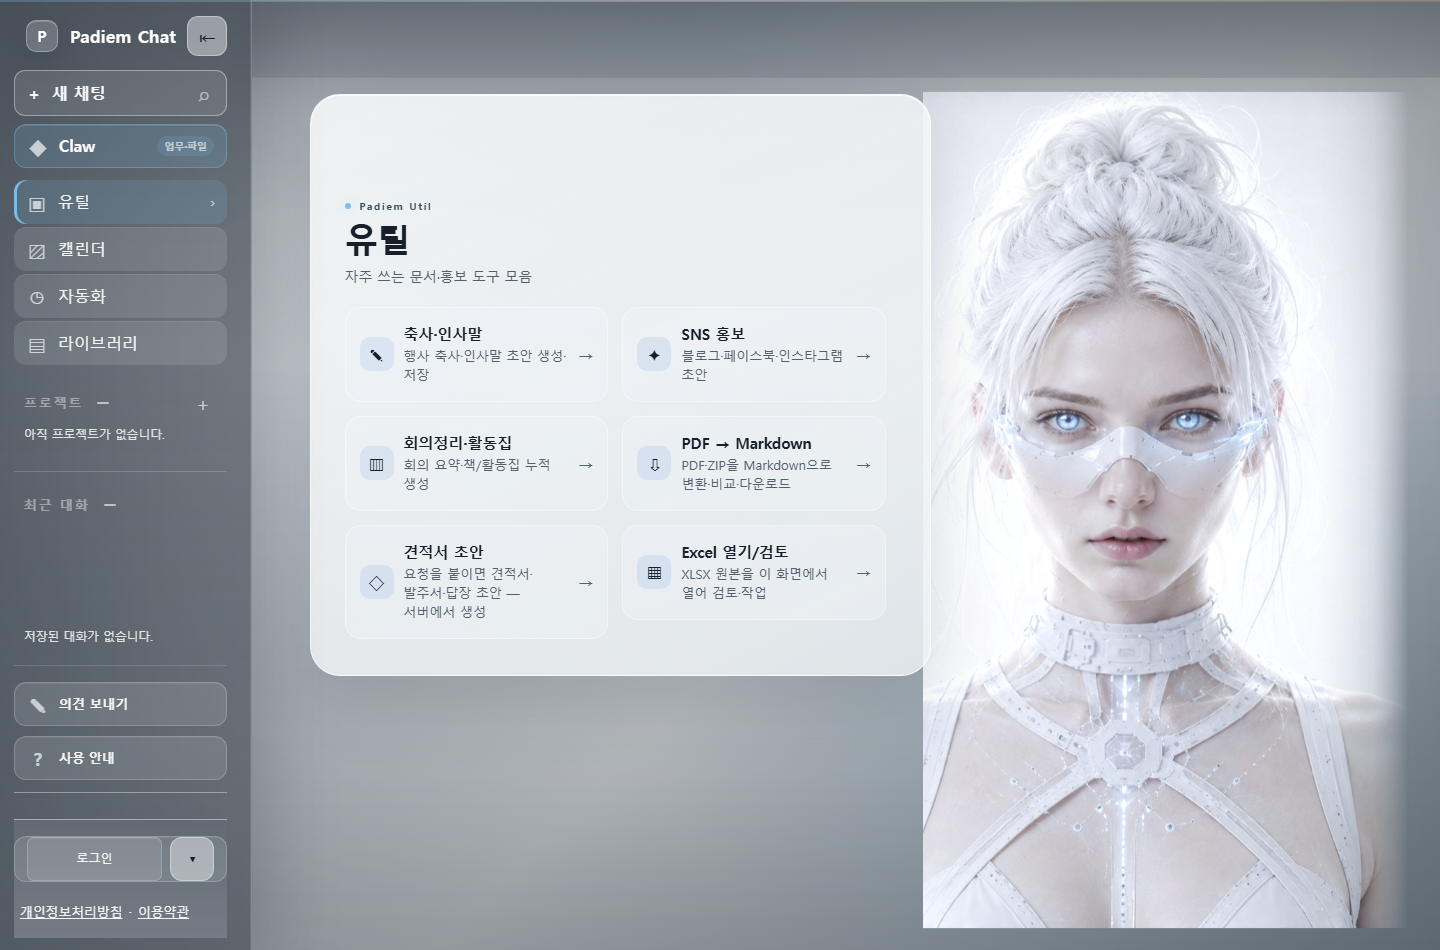 P Padiem Chat ⇤
+ 새 채팅
Claw 업무·파일
유틸 ›
캘린더
자동화
라이브러리
프로젝트 — +
아직 프로젝트가 없습니다.
최근 대화 —
저장된 대화가 없습니다.
의견 보내기
? 사용 안내
로그인 ▾
개인정보처리방침 · 이용약관
Padiem Util
유틸
자주 쓰는 문서·홍보 도구 모음
축사·인사말
행사 축사·인사말 초안 생성·
저장
→
SNS 홍보
블로그·페이스북·인스타그램
초안
→
회의정리·활동집
회의 요약·책/활동집 누적
생성
→
PDF → Markdown
PDF·ZIP을 Markdown으로
변환·비교·다운로드
→
견적서 초안
요청을 붙이면 견적서·
발주서·답장 초안 —
서버에서 생성
→
Excel 열기/검토
XLSX 원본을 이 화면에서
열어 검토·작업
→